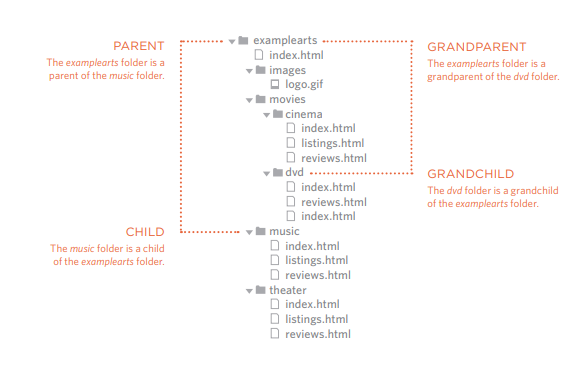 PARENT
The examplearts folder is a
parent of the music folder.
examplearts
index.html
images
logo.gif
movies
cinema
index.html
listings.html
reviews.html
dvd
index.html
reviews.html
index.html
music
index.html
listings.html
reviews.html
theater
index.html
listings.html
reviews.html
GRANDPARENT
The examplearts folder is a
grandparent of the dvd folder.
GRANDCHILD
The dvd folder is a grandchild
of the examplearts folder.
CHILD
The music folder is a child
of the examplearts folder.